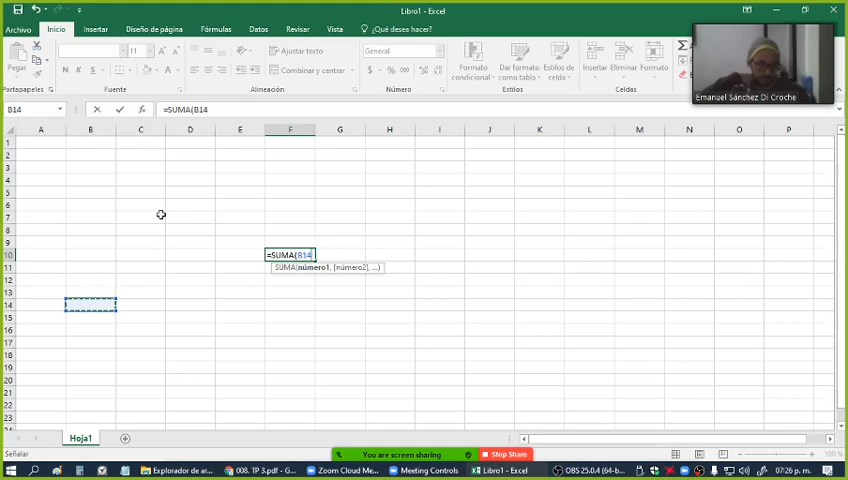 Libro1 - Excel
Archivo Inicio Insertar Diseño de página Fórmulas Datos Revisar Vista ¿Qué desea hacer?
Pegar
11
General
Ajustar texto
Combinar y centrar
N K S
Formato condicional
Dar formato como tabla
Estilos de celda
Insertar Eliminar Formato
Portapapeles Fuente Alineación Número Estilos Celdas
Emanuel Sánchez Di Croche
B14 =SUMA(B14
A B C D E F G H I J K L M N O P
1
2
3
4
5
6
7
8
9
10 =SUMA(B14
11 SUMA(número1, [número2], ...)
12
13
14
15
16
17
18
19
20
21
22
23
24
Hoja1
Señalar
You are screen sharing Stop Share
100 %
Explorador de ar... 008. TP 3.pdf - G... Zoom Cloud Me... Meeting Controls Libro1 - Excel OBS 25.0.4 (64-b... 07:26 p. m.